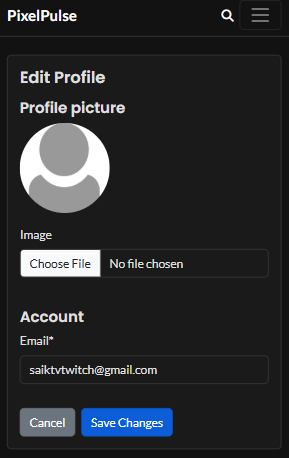 PixelPulse
Edit Profile
Profile picture
Image
Choose File No file chosen
Account
Email*
saiktvtwitch@gmail.com
Cancel Save Changes